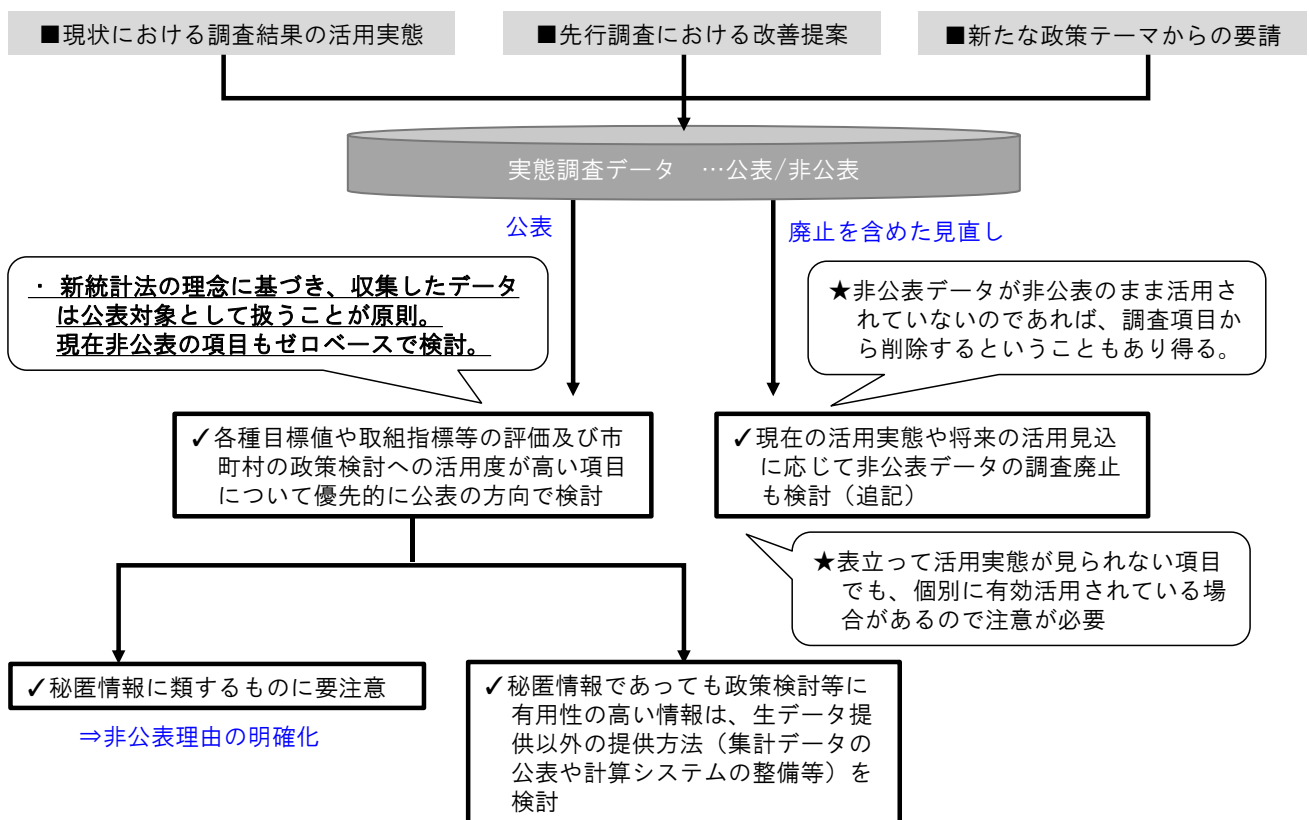 ■現状における調査結果の活用実態
■先行調査における改善提案
■新たな政策テーマからの要請
実態調査データ　…公表/非公表
公表
廃止を含めた見直し
・ 新統計法の理念に基づき、収集したデータ
は公表対象として扱うことが原則。
現在非公表の項目もゼロベースで検討。
★非公表データが非公表のまま活用さ
れていないのであれば、調査項目か
ら削除するということもあり得る。
✓各種目標値や取組指標等の評価及び市
町村の政策検討への活用度が高い項目
について優先的に公表の方向で検討
✓現在の活用実態や将来の活用見込
に応じて非公表データの調査廃止
も検討（追記）
★表立って活用実態が見られない項目
でも、個別に有効活用されている場
合があるので注意が必要
✓秘匿情報に類するものに要注意
⇒非公表理由の明確化
✓秘匿情報であっても政策検討等に
有用性の高い情報は、生データ提
供以外の提供方法（集計データの
公表や計算システムの整備等）を
検討